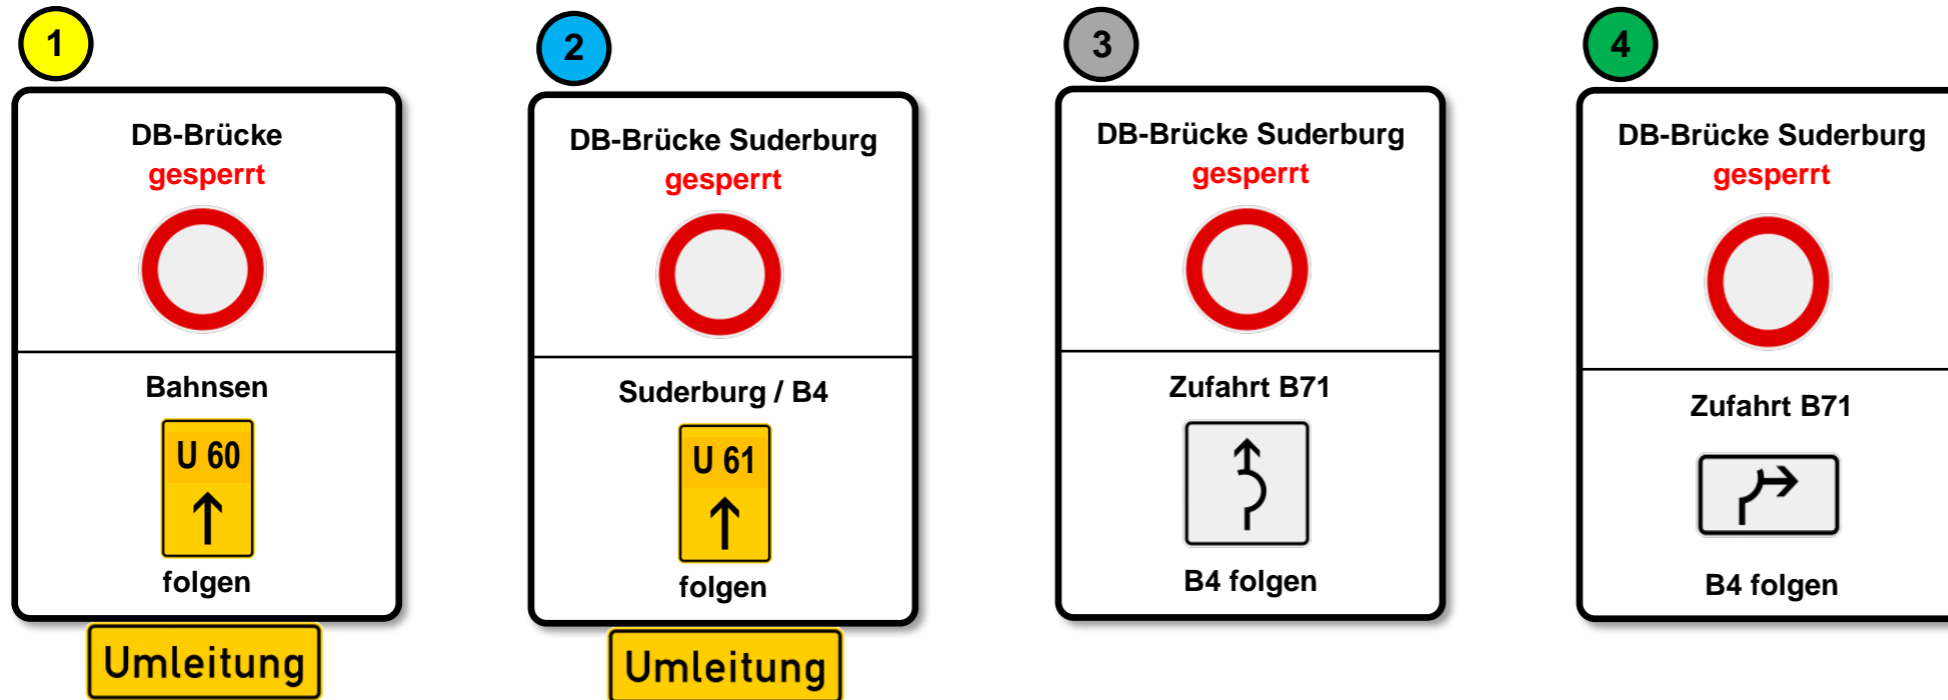 1
DB-Brücke
gesperrt
Bahnsen
U 60
folgen
Umleitung
2
DB-Brücke Suderburg
gesperrt
Suderburg / B4
U 61
folgen
Umleitung
3
DB-Brücke Suderburg
gesperrt
Zufahrt B71
B4 folgen
4
DB-Brücke Suderburg
gesperrt
Zufahrt B71
B4 folgen